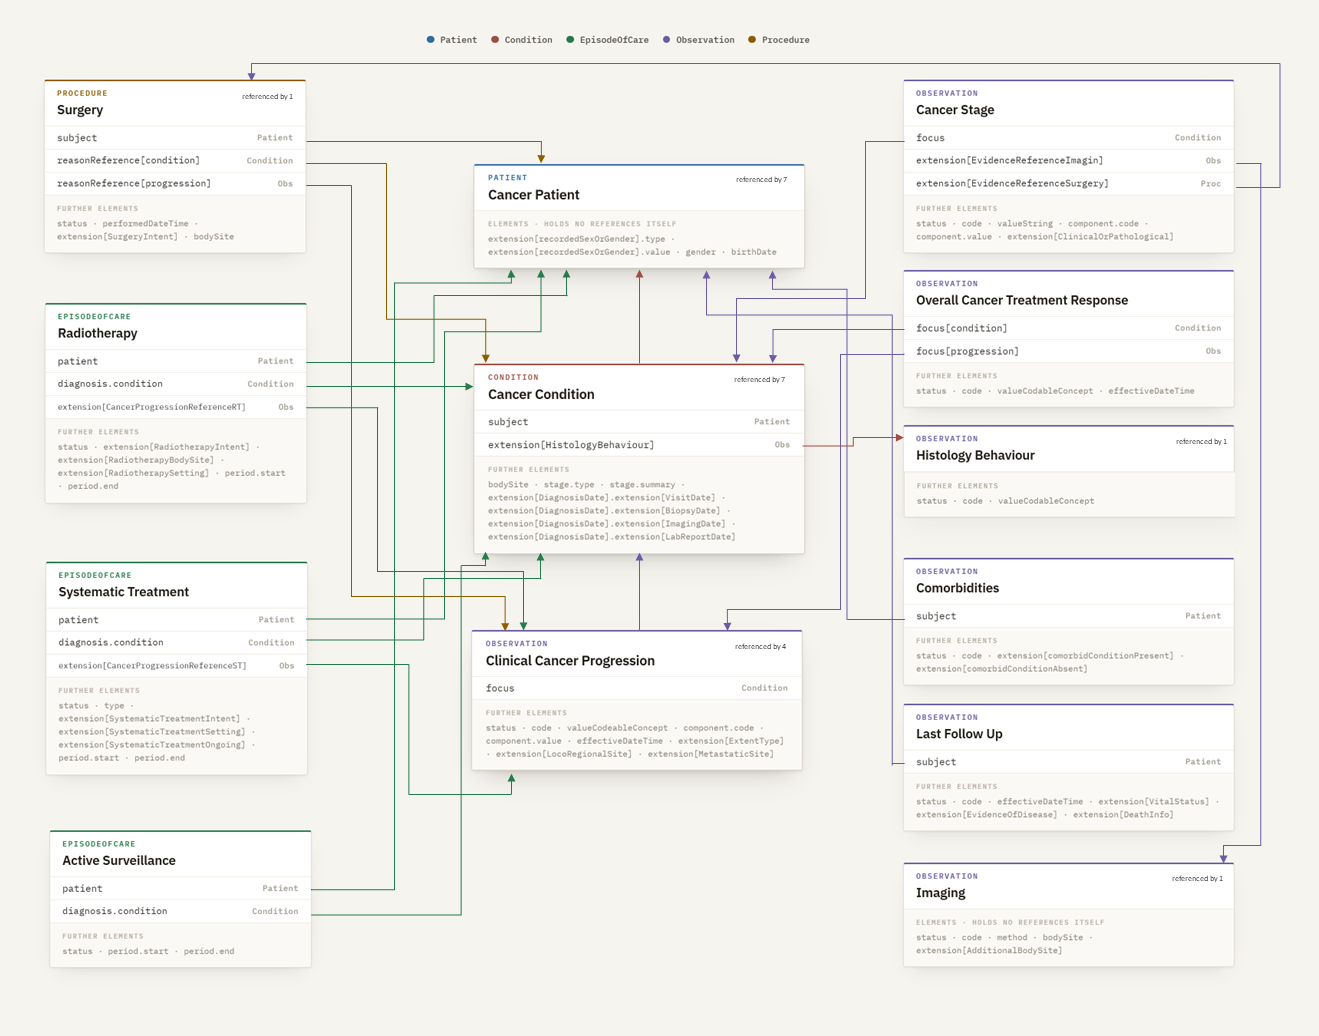 Patient Condition EpisodeOfCare Observation Procedure
PROCEDURE
referenced by 1
Surgery
subject Patient
reasonReference[condition] Condition
reasonReference[progression] Obs
FURTHER ELEMENTS
status · performedDateTime ·
extension[SurgeryIntent] · bodySite
EPISODEOFCARE
Radiotherapy
patient Patient
diagnosis.condition Condition
extension[CancerProgressionReferenceRT] Obs
FURTHER ELEMENTS
status · extension[RadiotherapyIntent] ·
extension[RadiotherapyBodySite] ·
extension[RadiotherapySetting] · period.start
· period.end
EPISODEOFCARE
Systematic Treatment
patient Patient
diagnosis.condition Condition
extension[CancerProgressionReferenceST] Obs
FURTHER ELEMENTS
status · type ·
extension[SystematicTreatmentIntent] ·
extension[SystematicTreatmentSetting] ·
extension[SystematicTreatmentOngoing] ·
period.start · period.end
EPISODEOFCARE
Active Surveillance
patient Patient
diagnosis.condition Condition
FURTHER ELEMENTS
status · period.start · period.end
PATIENT
referenced by 7
Cancer Patient
ELEMENTS · HOLDS NO REFERENCES ITSELF
extension[recordedSexOrGender].type ·
extension[recordedSexOrGender].value · gender · birthDate
CONDITION
referenced by 7
Cancer Condition
subject Patient
extension[HistologyBehaviour] Obs
FURTHER ELEMENTS
bodySite · stage.type · stage.summary ·
extension[DiagnosisDate].extension[VisitDate] ·
extension[DiagnosisDate].extension[BiopsyDate] ·
extension[DiagnosisDate].extension[ImagingDate] ·
extension[DiagnosisDate].extension[LabReportDate]
OBSERVATION
referenced by 4
Clinical Cancer Progression
focus Condition
FURTHER ELEMENTS
status · code · valueCodeableConcept · component.code ·
component.value · effectiveDateTime · extension[ExtentType]
· extension[LocoRegionalSite] · extension[MetastaticSite]
OBSERVATION
Cancer Stage
focus Condition
extension[EvidenceReferenceImagin] Obs
extension[EvidenceReferenceSurgery] Proc
FURTHER ELEMENTS
status · code · valueString · component.code ·
component.value · extension[ClinicalOrPathological]
OBSERVATION
Overall Cancer Treatment Response
focus[condition] Condition
focus[progression] Obs
FURTHER ELEMENTS
status · code · valueCodableConcept · effectiveDateTime
OBSERVATION
referenced by 1
Histology Behaviour
FURTHER ELEMENTS
status · code · valueCodableConcept
OBSERVATION
Comorbidities
subject Patient
FURTHER ELEMENTS
status · code · extension[comorbidConditionPresent] ·
extension[comorbidConditionAbsent]
OBSERVATION
Last Follow Up
subject Patient
FURTHER ELEMENTS
status · code · effectiveDateTime · extension[VitalStatus] ·
extension[EvidenceOfDisease] · extension[DeathInfo]
OBSERVATION
referenced by 1
Imaging
ELEMENTS · HOLDS NO REFERENCES ITSELF
status · code · method · bodySite ·
extension[AdditionalBodySite]